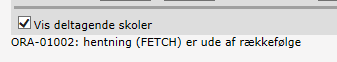 Vis deltagende skoler
ORA-01002: hentning (FETCH) er ude af rækkefølge